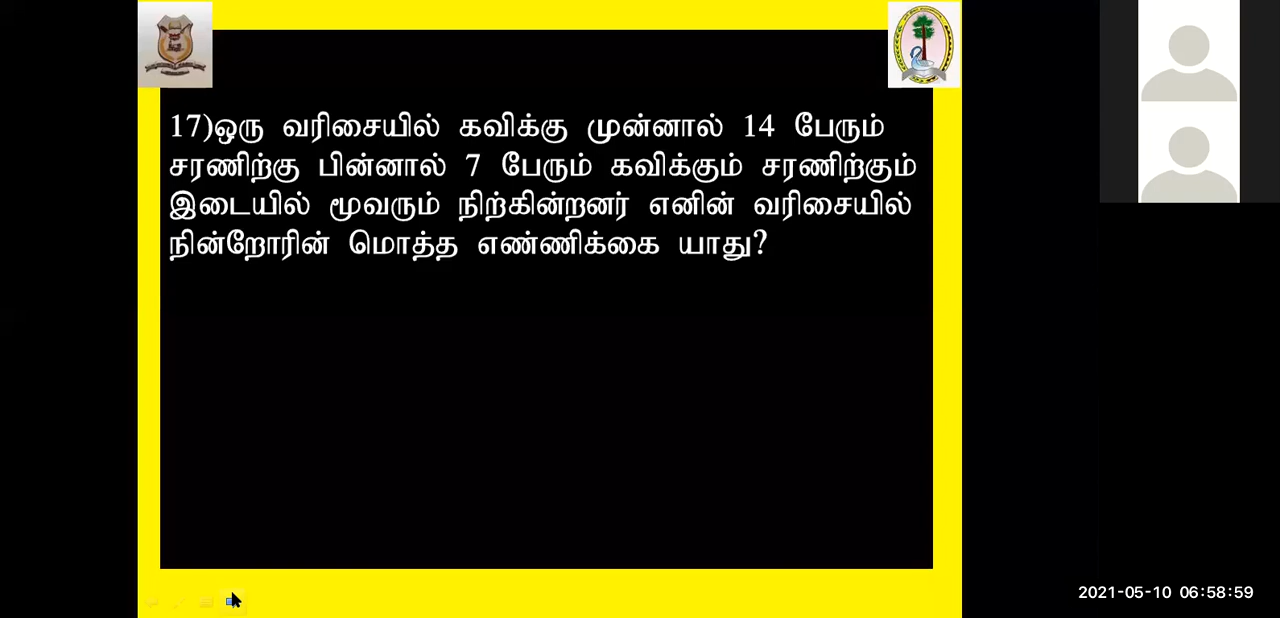 17)ஒரு வரிசையில் கவிக்கு முன்னால் 14 பேரும்
சரணிற்கு பின்னால் 7 பேரும் கவிக்கும் சரணிற்கும்
இடையில் மூவரும் நிற்கின்றனர் எனின் வரிசையில்
நின்றோரின் மொத்த எண்ணிக்கை யாது?
2021-05-10 06:58:59